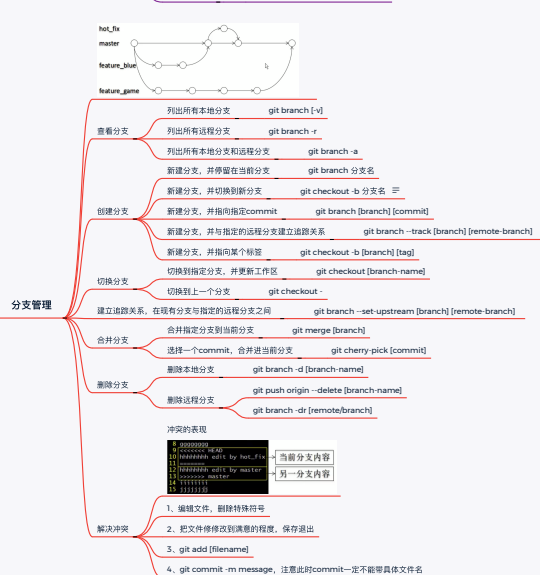 hot_fix
master
feature_blue
feature_game
分支管理
查看分支
列出所有本地分支 git branch [-v]
列出所有远程分支 git branch -r
列出所有本地分支和远程分支 git branch -a
创建分支
新建分支，并停留在当前分支 git branch 分支名
新建分支，并切换到新分支 git checkout -b 分支名
新建分支，并指向指定commit git branch [branch] [commit]
新建分支，并与指定的远程分支建立追踪关系 git branch --track [branch] [remote-branch]
新建分支，并指向某个标签 git checkout -b [branch] [tag]
切换分支
切换到指定分支，并更新工作区 git checkout [branch-name]
切换到上一个分支 git checkout -
建立追踪关系，在现有分支与指定的远程分支之间 git branch --set-upstream [branch] [remote-branch]
合并分支
合并指定分支到当前分支 git merge [branch]
选择一个commit，合并进当前分支 git cherry-pick [commit]
删除分支
删除本地分支 git branch -d [branch-name]
删除远程分支
git push origin --delete [branch-name]
git branch -dr [remote/branch]
解决冲突
冲突的表现
8 gggggggg
9 <<<<<<< HEAD
10 hhhhhhhh edit by hot_fix
11 =======
12 hhhhhhhh edit by master
13 >>>>>>> master
14 iiiiiiii
15 jjjjjjjj
当前分支内容
另一分支内容
1、编辑文件，删除特殊符号
2、把文件修修改到满意的程度，保存退出
3、git add [filename]
4、git commit -m message，注意此时commit一定不能带具体文件名